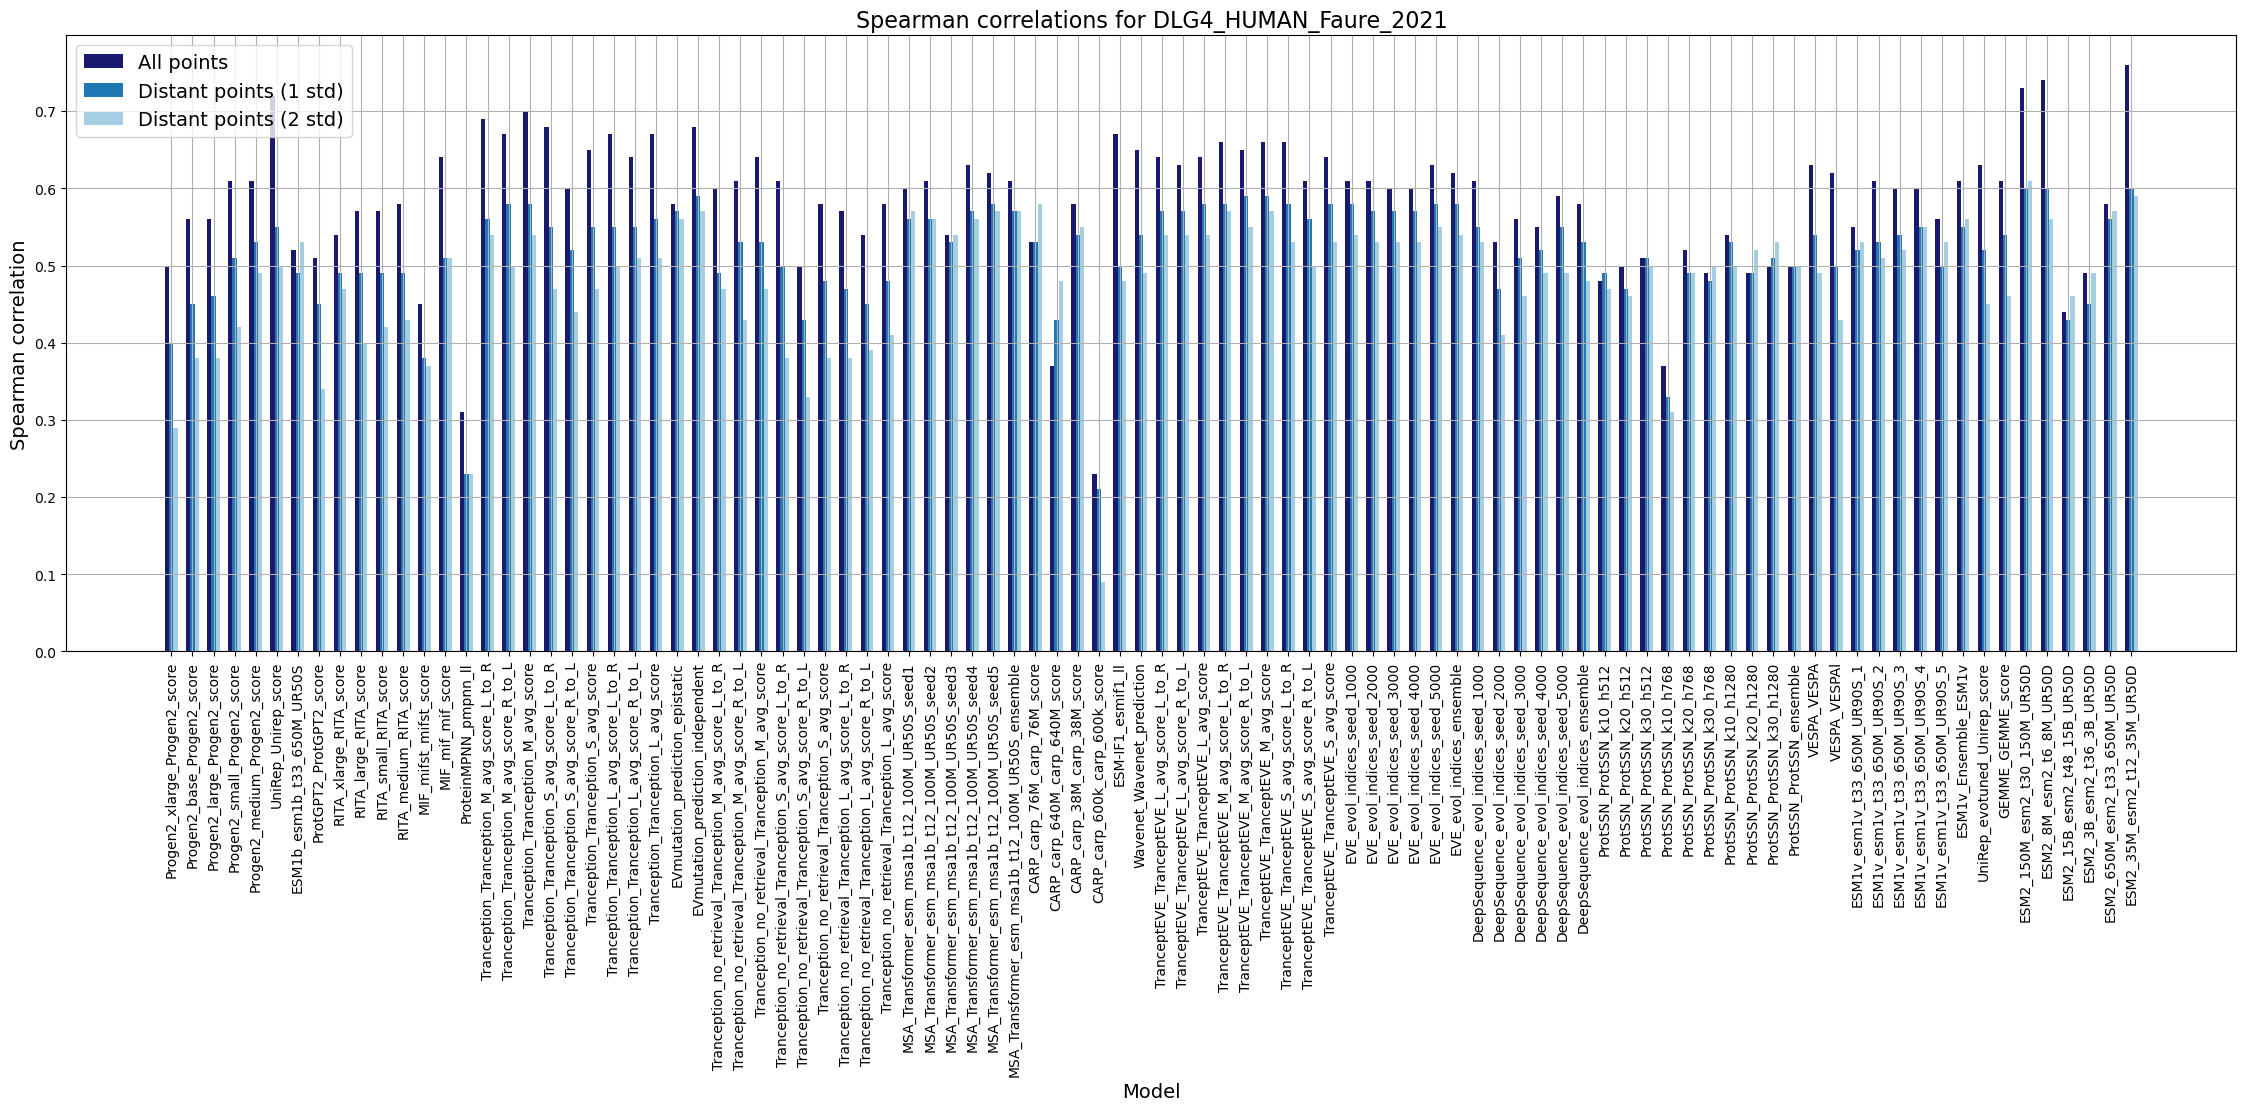 Spearman correlations for DLG4_HUMAN_Faure_2021
All points
Distant points (1 std)
Distant points (2 std)
Spearman correlation
0.7
0.6
0.5
0.4
0.3
0.2
0.1
0.0
Progen2_xlarge_Progen2_score
Progen2_base_Progen2_score
Progen2_large_Progen2_score
Progen2_small_Progen2_score
Progen2_medium_Progen2_score
UniRep_Unirep_score
ESM1b_esm1b_t33_650M_UR50S
ProtGPT2_ProtGPT2_score
RITA_xlarge_RITA_score
RITA_large_RITA_score
RITA_small_RITA_score
RITA_medium_RITA_score
MIF_mifst_mifst_score
MIF_mif_mif_score
ProteinMPNN_pmpnn_ll
Tranception_Tranception_M_avg_score_L_to_R
Tranception_Tranception_M_avg_score_R_to_L
Tranception_Tranception_M_avg_score
Tranception_Tranception_S_avg_score_L_to_R
Tranception_Tranception_S_avg_score_R_to_L
Tranception_Tranception_S_avg_score
Tranception_Tranception_L_avg_score_L_to_R
Tranception_Tranception_L_avg_score_R_to_L
Tranception_Tranception_L_avg_score
EVmutation_prediction_epistatic
EVmutation_prediction_independent
Tranception_no_retrieval_Tranception_M_avg_score_L_to_R
Tranception_no_retrieval_Tranception_M_avg_score_R_to_L
Tranception_no_retrieval_Tranception_M_avg_score
Tranception_no_retrieval_Tranception_S_avg_score_L_to_R
Tranception_no_retrieval_Tranception_S_avg_score_R_to_L
Tranception_no_retrieval_Tranception_S_avg_score
Tranception_no_retrieval_Tranception_L_avg_score_L_to_R
Tranception_no_retrieval_Tranception_L_avg_score_R_to_L
Tranception_no_retrieval_Tranception_L_avg_score
MSA_Transformer_esm_msa1b_t12_100M_UR50S_seed1
MSA_Transformer_esm_msa1b_t12_100M_UR50S_seed2
MSA_Transformer_esm_msa1b_t12_100M_UR50S_seed3
MSA_Transformer_esm_msa1b_t12_100M_UR50S_seed4
MSA_Transformer_esm_msa1b_t12_100M_UR50S_seed5
MSA_Transformer_esm_msa1b_t12_100M_UR50S_ensemble
CARP_carp_76M_carp_76M_score
CARP_carp_640M_carp_640M_score
CARP_carp_38M_carp_38M_score
CARP_carp_600k_carp_600k_score
ESM-IF1_esmif1_ll
Wavenet_Wavenet_prediction
TranceptEVE_TranceptEVE_L_avg_score_L_to_R
TranceptEVE_TranceptEVE_L_avg_score_R_to_L
TranceptEVE_TranceptEVE_L_avg_score
TranceptEVE_TranceptEVE_M_avg_score_L_to_R
TranceptEVE_TranceptEVE_M_avg_score_R_to_L
TranceptEVE_TranceptEVE_M_avg_score
TranceptEVE_TranceptEVE_S_avg_score_L_to_R
TranceptEVE_TranceptEVE_S_avg_score_R_to_L
TranceptEVE_TranceptEVE_S_avg_score
EVE_evol_indices_seed_1000
EVE_evol_indices_seed_2000
EVE_evol_indices_seed_3000
EVE_evol_indices_seed_4000
EVE_evol_indices_seed_5000
EVE_evol_indices_ensemble
DeepSequence_evol_indices_seed_1000
DeepSequence_evol_indices_seed_2000
DeepSequence_evol_indices_seed_3000
DeepSequence_evol_indices_seed_4000
DeepSequence_evol_indices_seed_5000
DeepSequence_evol_indices_ensemble
ProtSSN_ProtSSN_k10_h512
ProtSSN_ProtSSN_k20_h512
ProtSSN_ProtSSN_k30_h512
ProtSSN_ProtSSN_k10_h768
ProtSSN_ProtSSN_k20_h768
ProtSSN_ProtSSN_k30_h768
ProtSSN_ProtSSN_k10_h1280
ProtSSN_ProtSSN_k20_h1280
ProtSSN_ProtSSN_k30_h1280
ProtSSN_ProtSSN_ensemble
VESPA_VESPA
VESPA_VESPAl
ESM1v_esm1v_t33_650M_UR90S_1
ESM1v_esm1v_t33_650M_UR90S_2
ESM1v_esm1v_t33_650M_UR90S_3
ESM1v_esm1v_t33_650M_UR90S_4
ESM1v_esm1v_t33_650M_UR90S_5
ESM1v_Ensemble_ESM1v
UniRep_evotuned_Unirep_score
GEMME_GEMME_score
ESM2_150M_esm2_t30_150M_UR50D
ESM2_8M_esm2_t6_8M_UR50D
ESM2_15B_esm2_t48_15B_UR50D
ESM2_3B_esm2_t36_3B_UR50D
ESM2_650M_esm2_t33_650M_UR50D
ESM2_35M_esm2_t12_35M_UR50D
Model